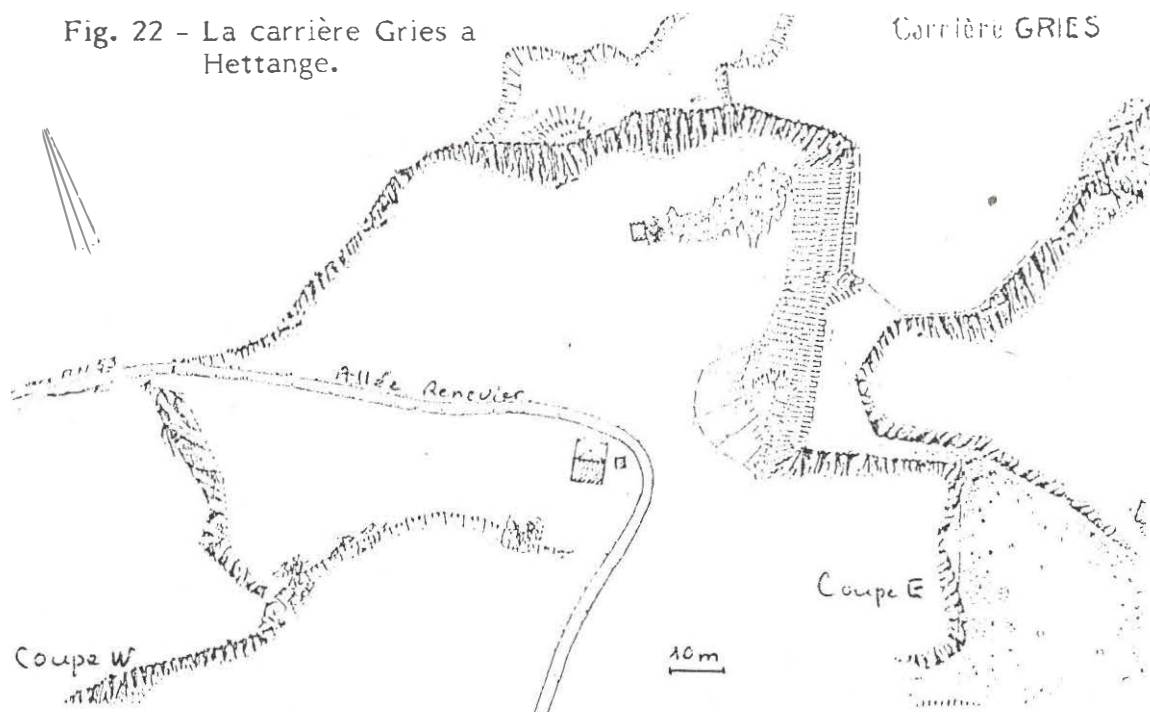 Fig. 22 - La carrière Gries a
Hettange.
Carrière GRIES
Allée Renevier
Coupe W
Coupe E
10 m